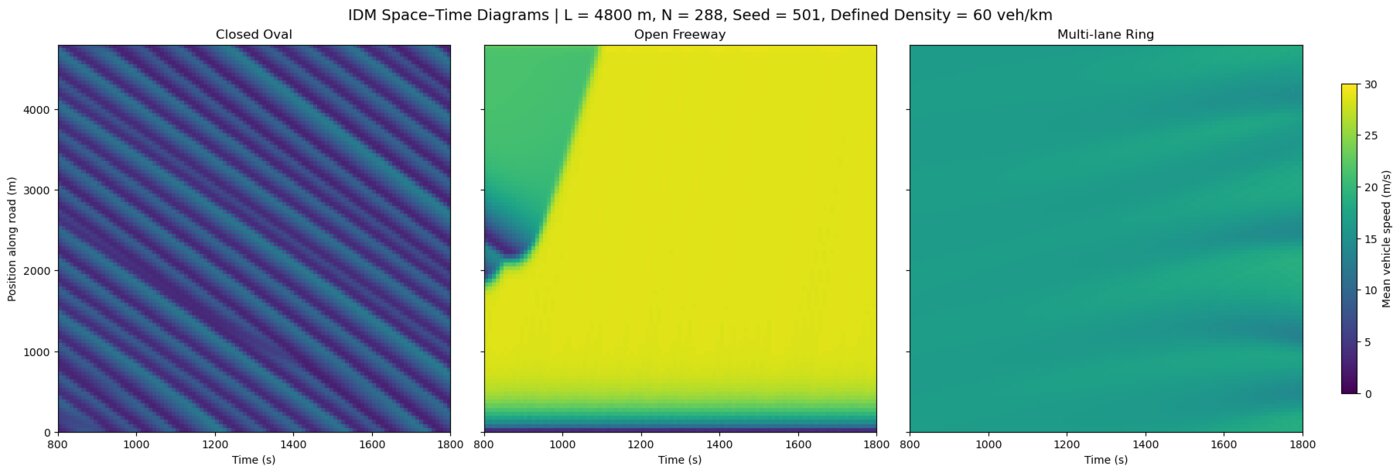 IDM Space–Time Diagrams | L = 4800 m, N = 288, Seed = 501, Defined Density = 60 veh/km
Closed Oval
Open Freeway
Multi-lane Ring
Position along road (m)
4000
3000
2000
1000
0
800 1000 1200 1400 1600 1800
Time (s)
800 1000 1200 1400 1600 1800
Time (s)
800 1000 1200 1400 1600 1800
Time (s)
30
25
20
15
10
5
0
Mean vehicle speed (m/s)